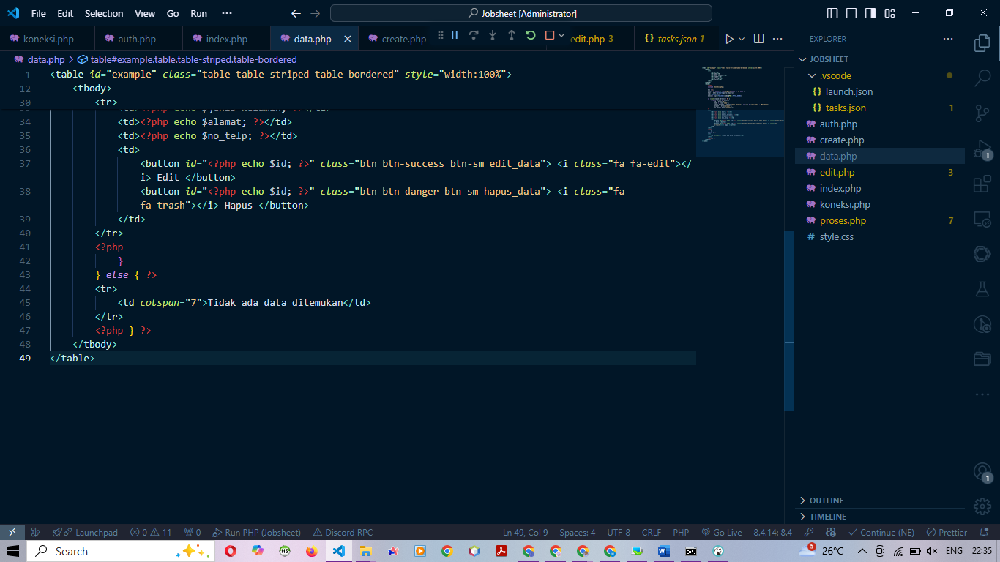 File Edit Selection View Go Run ··· Jobsheet [Administrator]
koneksi.php auth.php index.php data.php create.php edit.php 3 tasks.json 1
data.php > table#example.table.table-striped.table-bordered
1 <table id="example" class="table table-striped table-bordered" style="width:100%">
12 <tbody>
30 <tr>
34 <td><?php echo $alamat; ?></td>
35 <td><?php echo $no_telp; ?></td>
36 <td>
37 <button id="<?php echo $id; ?>" class="btn btn-success btn-sm edit_data"> <i class="fa fa-edit"></
i> Edit </button>
38 <button id="<?php echo $id; ?>" class="btn btn-danger btn-sm hapus_data"> <i class="fa
fa-trash"></i> Hapus </button>
39 </td>
40 </tr>
41 <?php
42 }
43 } else { ?>
44 <tr>
45 <td colspan="7">Tidak ada data ditemukan</td>
46 </tr>
47 <?php } ?>
48 </tbody>
49 </table>
EXPLORER ···
JOBSHEET
.vscode
launch.json
tasks.json 1
auth.php
create.php
data.php
edit.php 3
index.php
koneksi.php
proses.php 7
style.css
OUTLINE
TIMELINE
1
1
Launchpad 0 11 0 Run PHP (Jobsheet) Discord RPC Ln 49, Col 9 Spaces: 4 UTF-8 CRLF PHP Go Live 8.4.14: 8.4 Continue (NE) Prettier
Search 5 26°C ENG 22:35